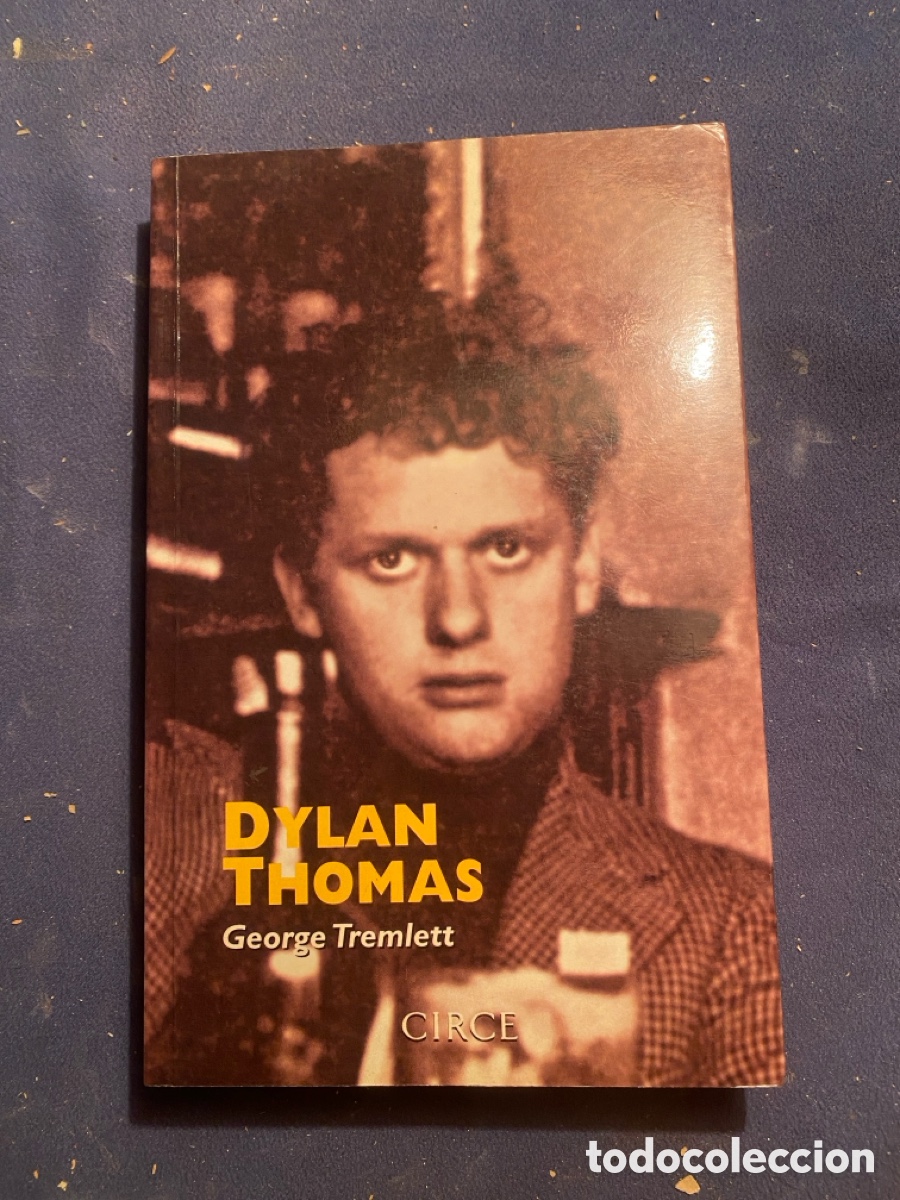 DYLAN
THOMAS
George Tremlett
CIRCE
todocoleccion